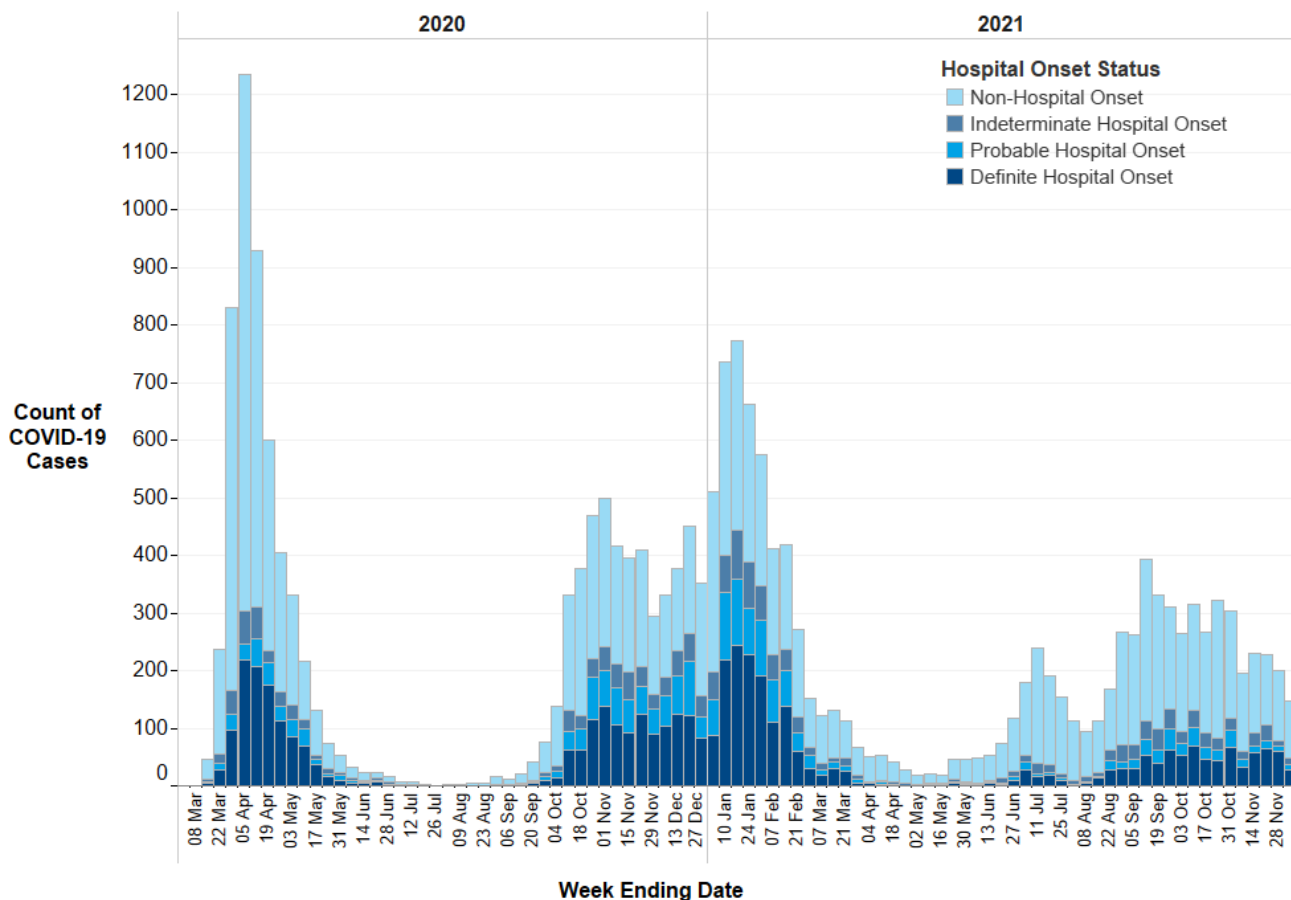 2020
2021
Hospital Onset Status
Non-Hospital Onset
Indeterminate Hospital Onset
Probable Hospital Onset
Definite Hospital Onset
1200
1100
1000
900
800
700
600
500
400
300
200
100
0
Count of
COVID-19
Cases
08 Mar
22 Mar
05 Apr
19 Apr
03 May
17 May
31 May
14 Jun
28 Jun
12 Jul
26 Jul
09 Aug
23 Aug
06 Sep
20 Sep
04 Oct
18 Oct
01 Nov
15 Nov
29 Nov
13 Dec
27 Dec
10 Jan
24 Jan
07 Feb
21 Feb
07 Mar
21 Mar
04 Apr
18 Apr
02 May
16 May
30 May
13 Jun
27 Jun
11 Jul
25 Jul
08 Aug
22 Aug
05 Sep
19 Sep
03 Oct
17 Oct
31 Oct
14 Nov
28 Nov
Week Ending Date